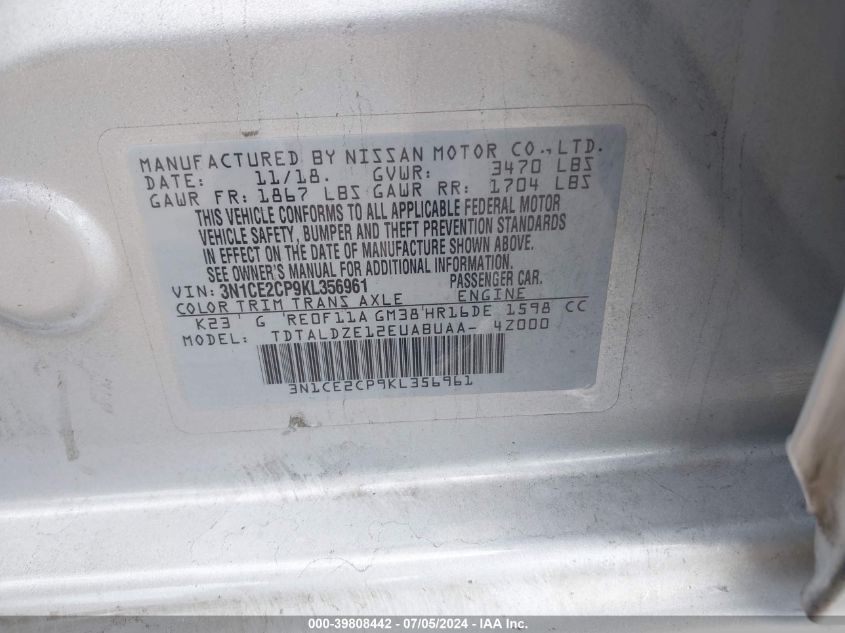 MANUFACTURED BY NISSAN MOTOR CO.,LTD.
DATE: 11/18. GVWR: 3470 LBS
GAWR FR: 1867 LBS GAWR RR: 1704 LBS
THIS VEHICLE CONFORMS TO ALL APPLICABLE FEDERAL MOTOR
VEHICLE SAFETY, BUMPER AND THEFT PREVENTION STANDARDS
IN EFFECT ON THE DATE OF MANUFACTURE SHOWN ABOVE.
SEE OWNER'S MANUAL FOR ADDITIONAL INFORMATION.
VIN: 3N1CE2CP9KL356961 PASSENGER CAR.
COLOR TRIM TRANS AXLE ENGINE
K23 G RE0F11A GM38 HR16DE 1598 CC
MODEL: TDTALDZE12EUABUAA- 4Z000
3N1CE2CP9KL356961
000-39808442 - 07/05/2024 - IAA Inc.